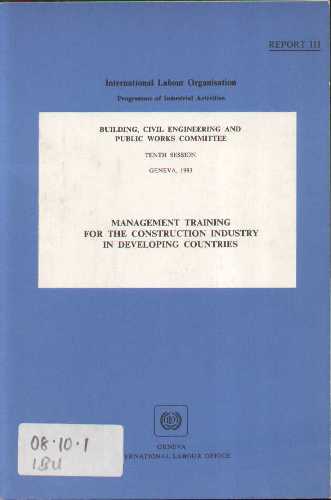 REPORT III
International Labour Organisation
Programme of Industrial Activities
BUILDING, CIVIL ENGINEERING AND
PUBLIC WORKS COMMITTEE
TENTH SESSION
GENEVA, 1983
MANAGEMENT TRAINING
FOR THE CONSTRUCTION INDUSTRY
IN DEVELOPING COUNTRIES
GENEVA
INTERNATIONAL LABOUR OFFICE
08.10.1